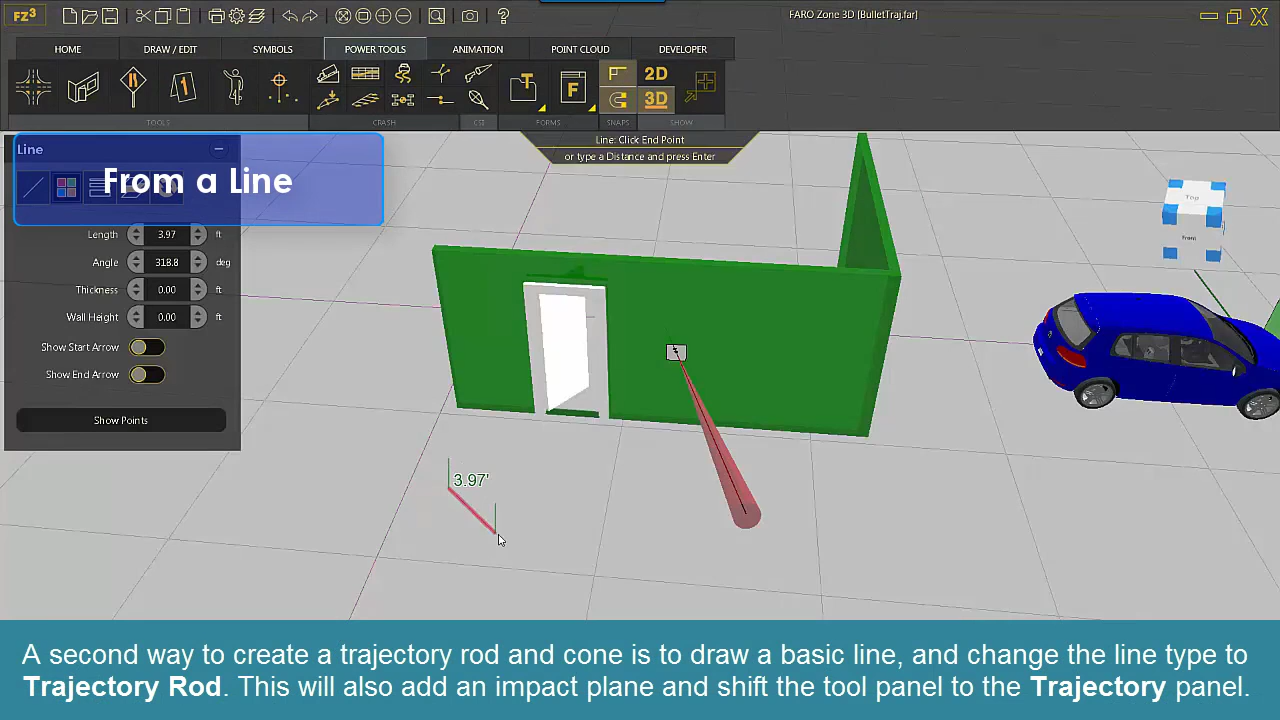 FZ³
FARO Zone 3D [BulletTraj.far]
HOME
DRAW / EDIT
SYMBOLS
POWER TOOLS
ANIMATION
POINT CLOUD
DEVELOPER
2D
3D
TOOLS
CRASH
CSI
FORMS
SNAPS
SHOW
Line: Click End Point
or type a Distance and press Enter
Line
From a Line
Length 3.97 ft
Angle 318.8 deg
Thickness 0.00 ft
Wall Height 0.00 ft
Show Start Arrow
Show End Arrow
Show Points
3.97'
Top
Front
A second way to create a trajectory rod and cone is to draw a basic line, and change the line type to
Trajectory Rod. This will also add an impact plane and shift the tool panel to the Trajectory panel.